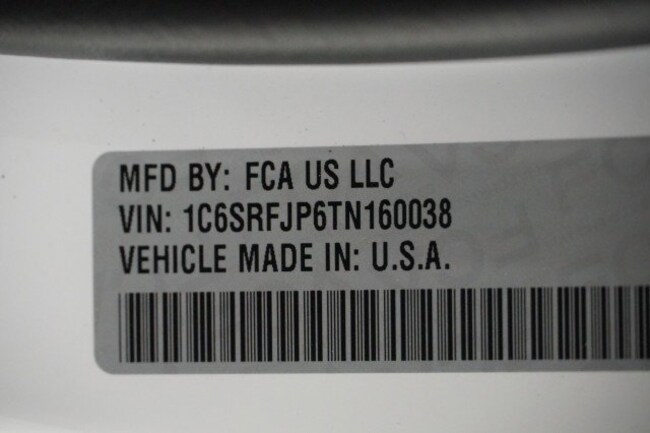 MFD BY: FCA US LLC
VIN: 1C6SRFJP6TN160038
VEHICLE MADE IN: U.S.A.